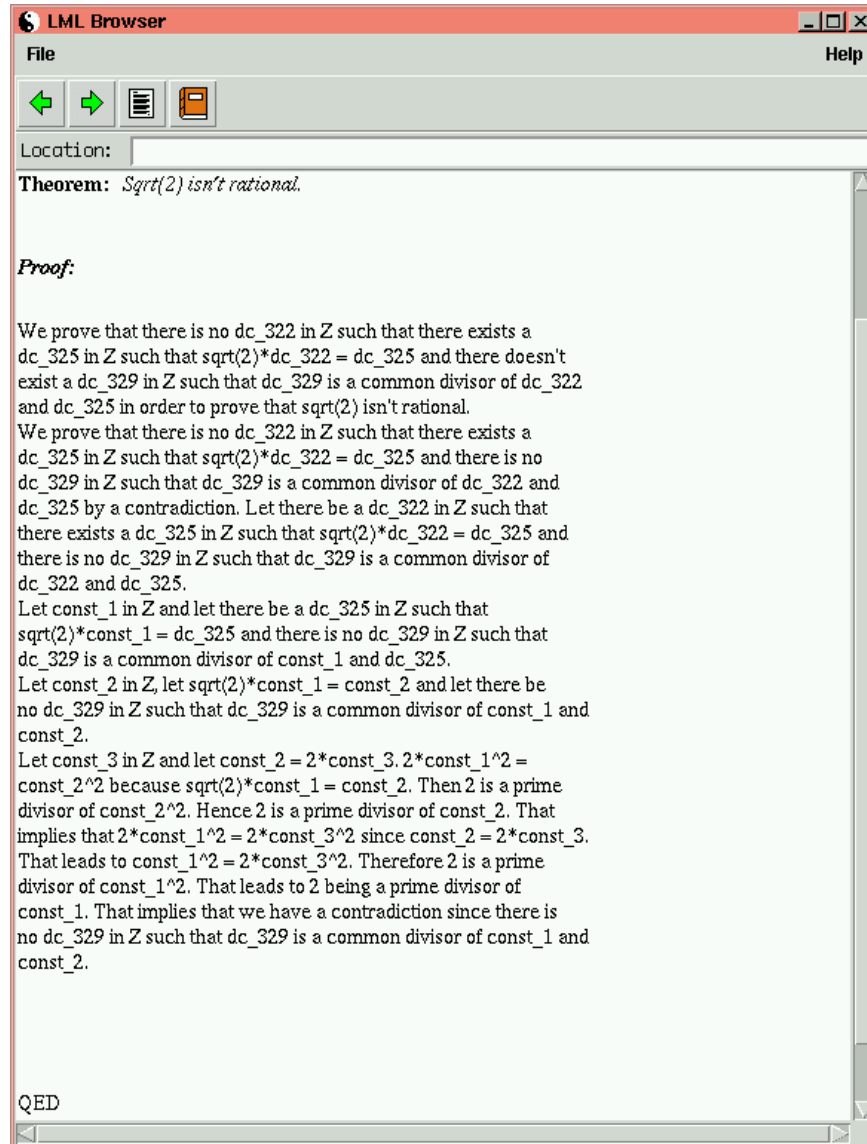 LML Browser
File Help
Location:
Theorem: Sqrt(2) isn't rational.
Proof:
We prove that there is no dc_322 in Z such that there exists a
dc_325 in Z such that sqrt(2)*dc_322 = dc_325 and there doesn't
exist a dc_329 in Z such that dc_329 is a common divisor of dc_322
and dc_325 in order to prove that sqrt(2) isn't rational.
We prove that there is no dc_322 in Z such that there exists a
dc_325 in Z such that sqrt(2)*dc_322 = dc_325 and there is no
dc_329 in Z such that dc_329 is a common divisor of dc_322 and
dc_325 by a contradiction. Let there be a dc_322 in Z such that
there exists a dc_325 in Z such that sqrt(2)*dc_322 = dc_325 and
there is no dc_329 in Z such that dc_329 is a common divisor of
dc_322 and dc_325.
Let const_1 in Z and let there be a dc_325 in Z such that
sqrt(2)*const_1 = dc_325 and there is no dc_329 in Z such that
dc_329 is a common divisor of const_1 and dc_325.
Let const_2 in Z, let sqrt(2)*const_1 = const_2 and let there be
no dc_329 in Z such that dc_329 is a common divisor of const_1 and
const_2.
Let const_3 in Z and let const_2 = 2*const_3. 2*const_1^2 =
const_2^2 because sqrt(2)*const_1 = const_2. Then 2 is a prime
divisor of const_2^2. Hence 2 is a prime divisor of const_2. That
implies that 2*const_1^2 = 2*const_3^2 since const_2 = 2*const_3.
That leads to const_1^2 = 2*const_3^2. Therefore 2 is a prime
divisor of const_1^2. That leads to 2 being a prime divisor of
const_1. That implies that we have a contradiction since there is
no dc_329 in Z such that dc_329 is a common divisor of const_1 and
const_2.
QED